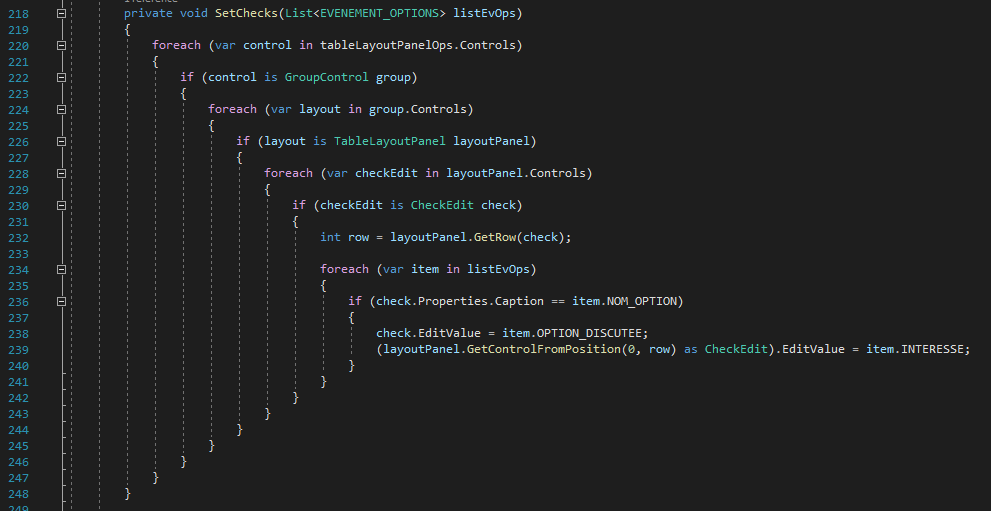 218 private void SetChecks(List<EVENEMENT_OPTIONS> listEvOps)
219 {
220 foreach (var control in tableLayoutPanelOps.Controls)
221 {
222 if (control is GroupControl group)
223 {
224 foreach (var layout in group.Controls)
225 {
226 if (layout is TableLayoutPanel layoutPanel)
227 {
228 foreach (var checkEdit in layoutPanel.Controls)
229 {
230 if (checkEdit is CheckEdit check)
231 {
232 int row = layoutPanel.GetRow(check);
233
234 foreach (var item in listEvOps)
235 {
236 if (check.Properties.Caption == item.NOM_OPTION)
237 {
238 check.EditValue = item.OPTION_DISCUTEE;
239 (layoutPanel.GetControlFromPosition(0, row) as CheckEdit).EditValue = item.INTERESSE;
240 }
241 }
242 }
243 }
244 }
245 }
246 }
247 }
248 }
249